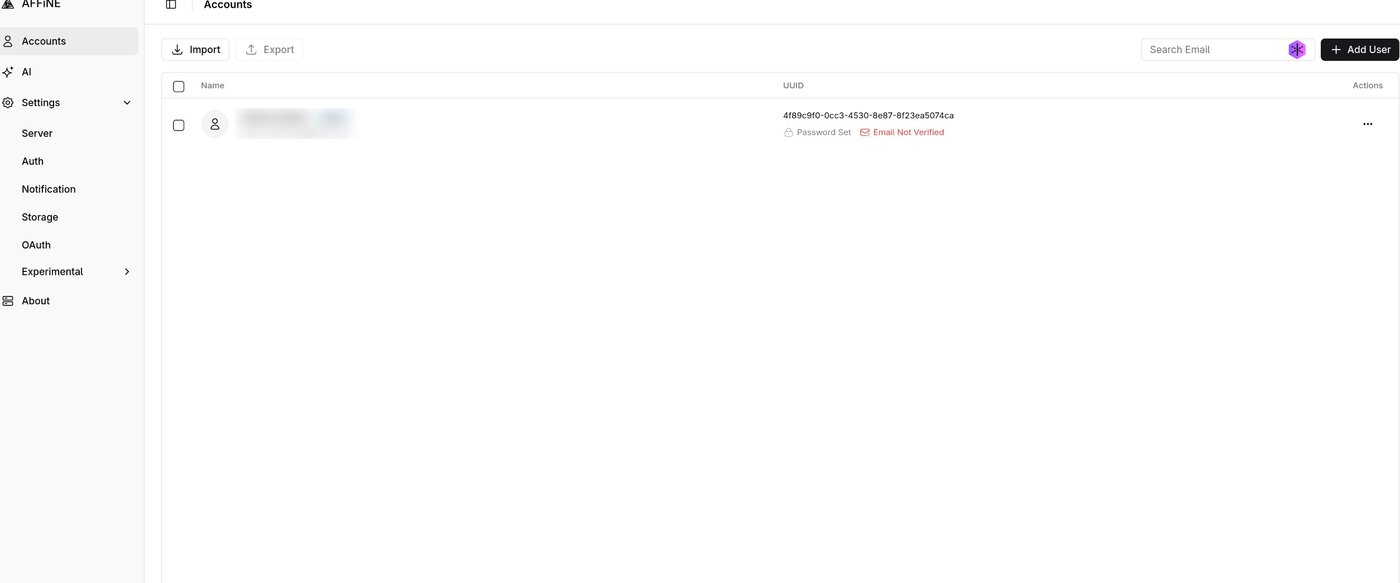 AFFiNE
Accounts
Accounts
AI
Settings
Server
Auth
Notification
Storage
OAuth
Experimental
About
Import
Export
Search Email
Add User
Name
UUID
Actions
4f89c9f0-0cc3-4530-8e87-8f23ea5074ca
Password Set
Email Not Verified